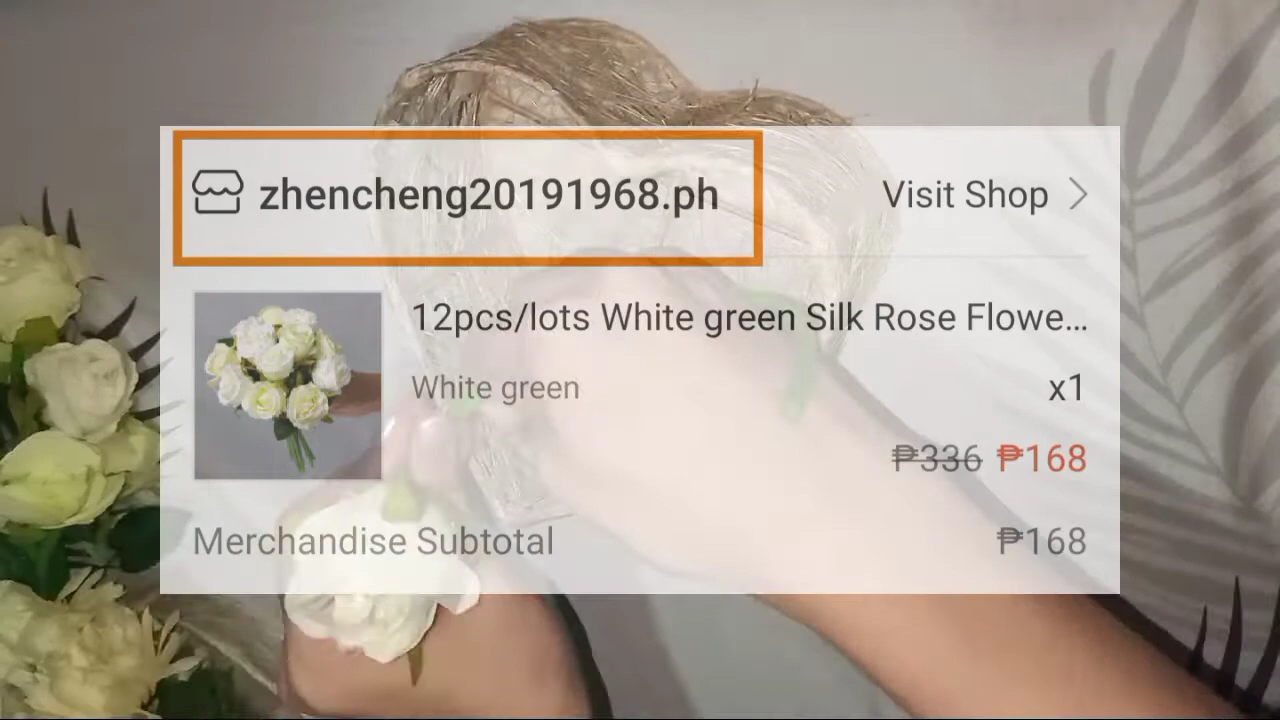 zhencheng20191968.ph
Visit Shop
12pcs/lots White green Silk Rose Flowe…
White green
x1
₱336 ₱168
Merchandise Subtotal
₱168